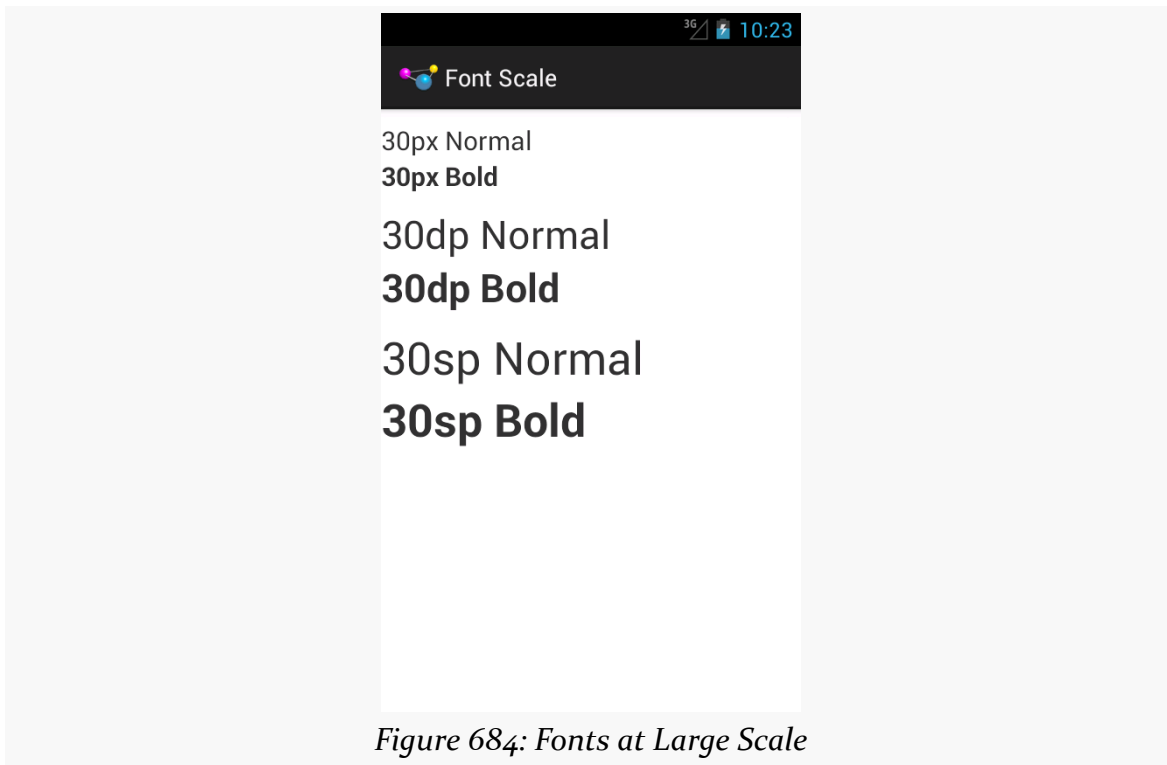 3G 10:23
Font Scale
30px Normal
30px Bold
30dp Normal
30dp Bold
30sp Normal
30sp Bold
Figure 684: Fonts at Large Scale